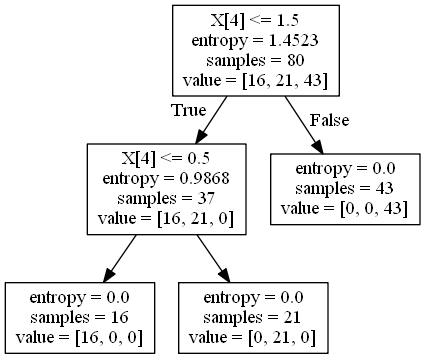 X[4] <= 1.5
entropy = 1.4523
samples = 80
value = [16, 21, 43]
True
False
X[4] <= 0.5
entropy = 0.9868
samples = 37
value = [16, 21, 0]
entropy = 0.0
samples = 43
value = [0, 0, 43]
entropy = 0.0
samples = 16
value = [16, 0, 0]
entropy = 0.0
samples = 21
value = [0, 21, 0]